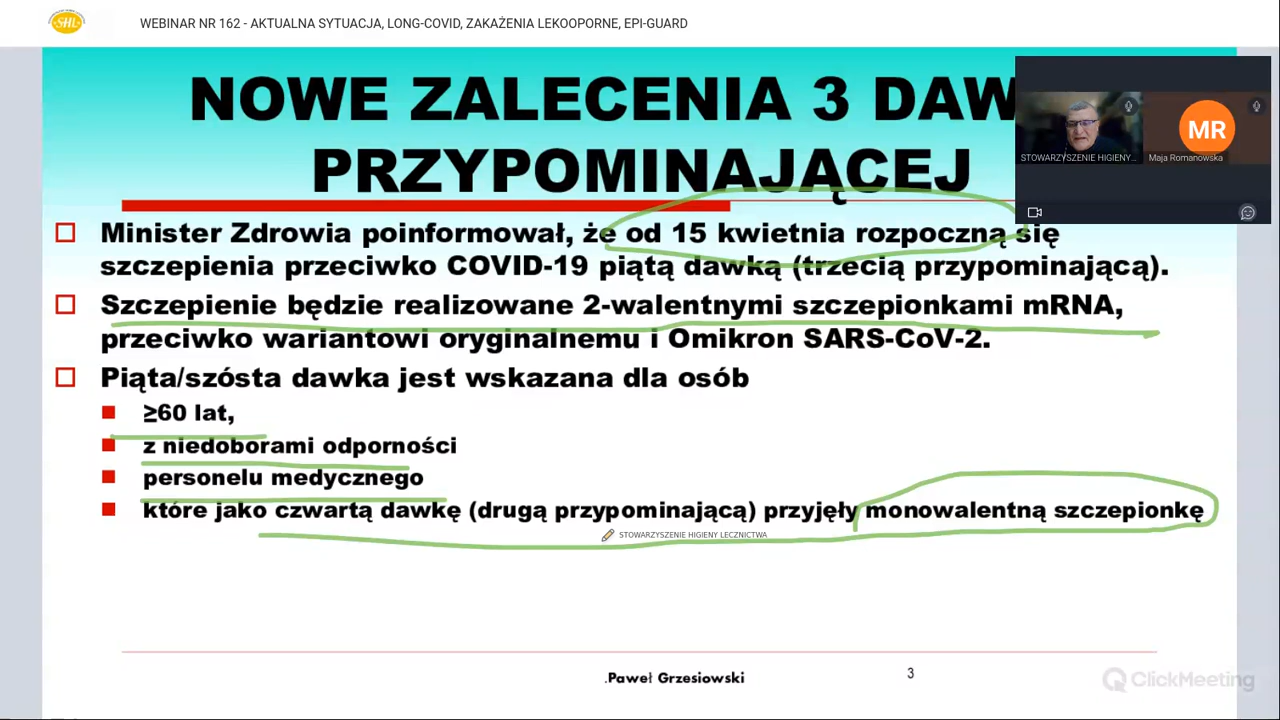 SHL
WEBINAR NR 162 - AKTUALNA SYTUACJA, LONG-COVID, ZAKAŻENIA LEKOOPORNE, EPI-GUARD
NOWE ZALECENIA 3 DAW
PRZYPOMINAJĄCEJ
MR
STOWARZYSZENIE HIGIENY...
Maja Romanowska
Minister Zdrowia poinformował, że od 15 kwietnia rozpoczną się
szczepienia przeciwko COVID-19 piątą dawką (trzecią przypominającą).
Szczepienie będzie realizowane 2-walentnymi szczepionkami mRNA,
przeciwko wariantowi oryginalnemu i Omikron SARS-CoV-2.
Piąta/szósta dawka jest wskazana dla osób
≥60 lat,
z niedoborami odporności
personelu medycznego
które jako czwartą dawkę (drugą przypominającą) przyjęły monowalentną szczepionkę
STOWARZYSZENIE HIGIENY LECZNICTWA
.Paweł Grzesiowski
3
ClickMeeting